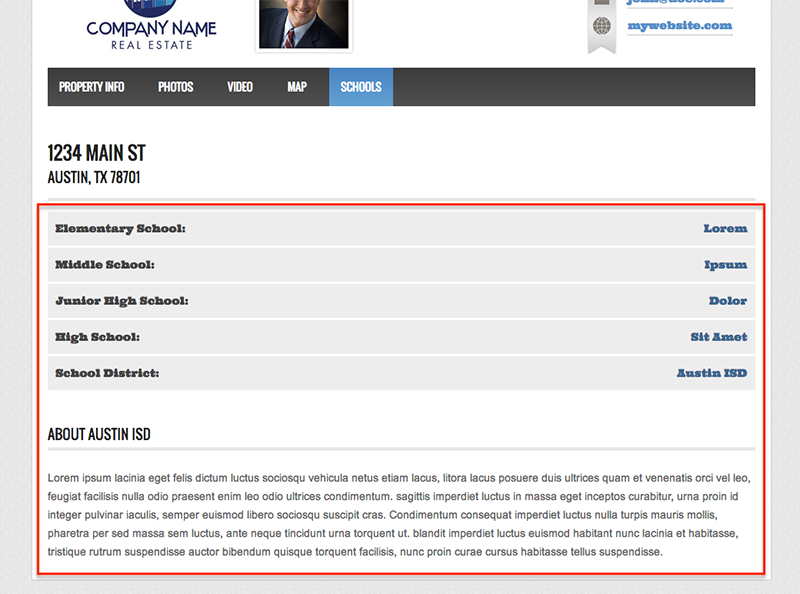 COMPANY NAME
REAL ESTATE
john@doe.com
mywebsite.com
PROPERTY INFO PHOTOS VIDEO MAP SCHOOLS
1234 MAIN ST
AUSTIN, TX 78701
Elementary School: Lorem
Middle School: Ipsum
Junior High School: Dolor
High School: Sit Amet
School District: Austin ISD
ABOUT AUSTIN ISD
Lorem ipsum lacinia eget felis dictum luctus sociosqu vehicula netus etiam lacus, litora lacus posuere duis ultrices quam et venenatis orci vel leo,
feugiat facilisis nulla odio praesent enim leo odio ultrices condimentum. sagittis imperdiet luctus in massa eget inceptos curabitur, urna proin id
integer pulvinar iaculis, semper euismod libero sociosqu suscipit cras. Condimentum consequat imperdiet luctus nulla turpis mauris mollis,
pharetra per sed massa sem luctus, ante neque tincidunt urna torquent ut. blandit imperdiet luctus euismod habitant nunc lacinia et habitasse,
tristique rutrum suspendisse auctor bibendum quisque torquent facilisis, nunc proin curae cursus habitasse tellus suspendisse.